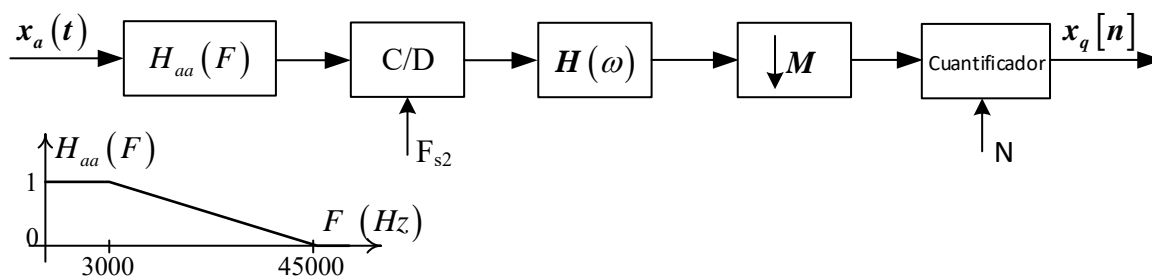 x_a(t)
H_aa(F)
C/D
H(ω)
↓M
Cuantificador
x_q[n]
F_s2
N
H_aa(F)
1
F (Hz)
0
3000
45000